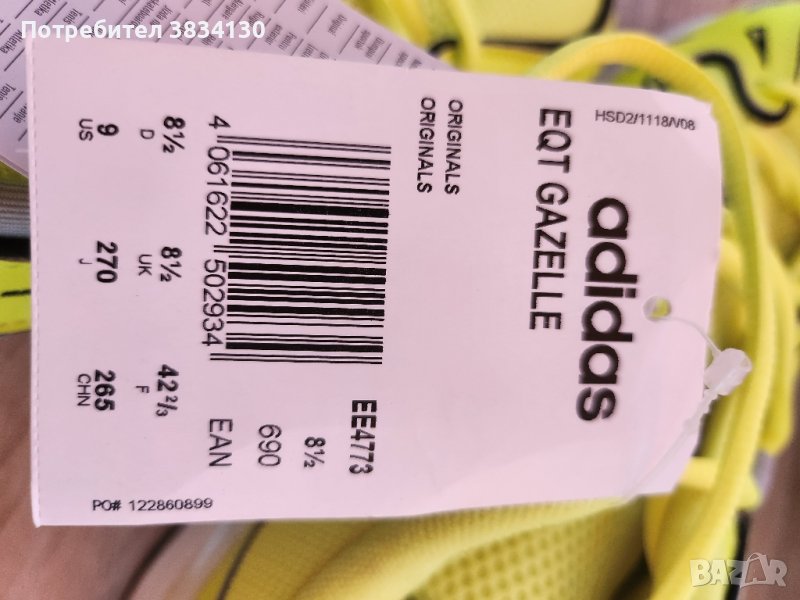 Потребител 3834130
HSD2/1118/V08
adidas
EQT GAZELLE
ORIGINALS
ORIGINALS
4 061622 502934
EAN
EE4773
8½
690
8½ 8½ 42⅔
D UK F
9 270 265
US J CHN
PO# 122860899
BAZAR